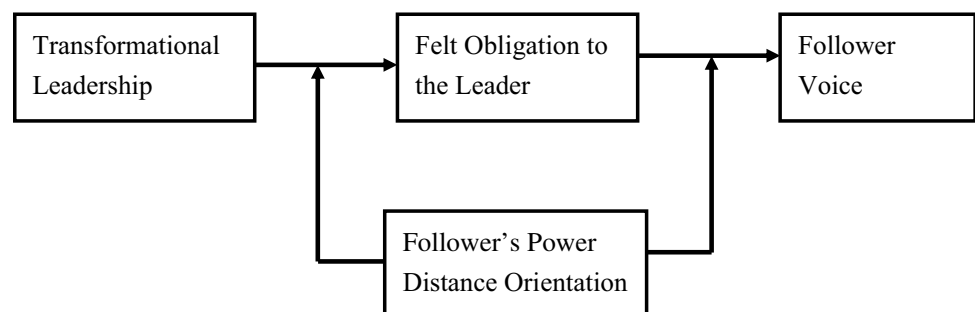 Transformational
Leadership
Felt Obligation to
the Leader
Follower
Voice
Follower’s Power
Distance Orientation